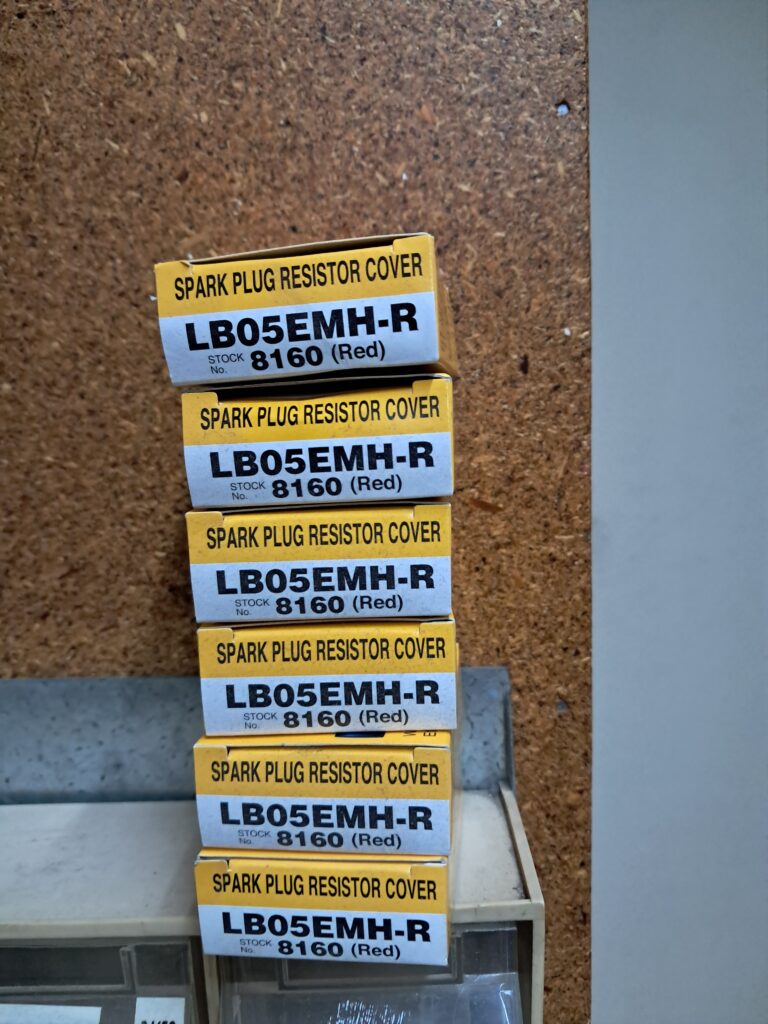 SPARK PLUG RESISTOR COVER
LB05EMH-R
STOCK No. 8160 (Red)
SPARK PLUG RESISTOR COVER
LB05EMH-R
STOCK No. 8160 (Red)
SPARK PLUG RESISTOR COVER
LB05EMH-R
STOCK No. 8160 (Red)
SPARK PLUG RESISTOR COVER
LB05EMH-R
STOCK No. 8160 (Red)
SPARK PLUG RESISTOR COVER
LB05EMH-R
STOCK No. 8160 (Red)
SPARK PLUG RESISTOR COVER
LB05EMH-R
STOCK No. 8160 (Red)